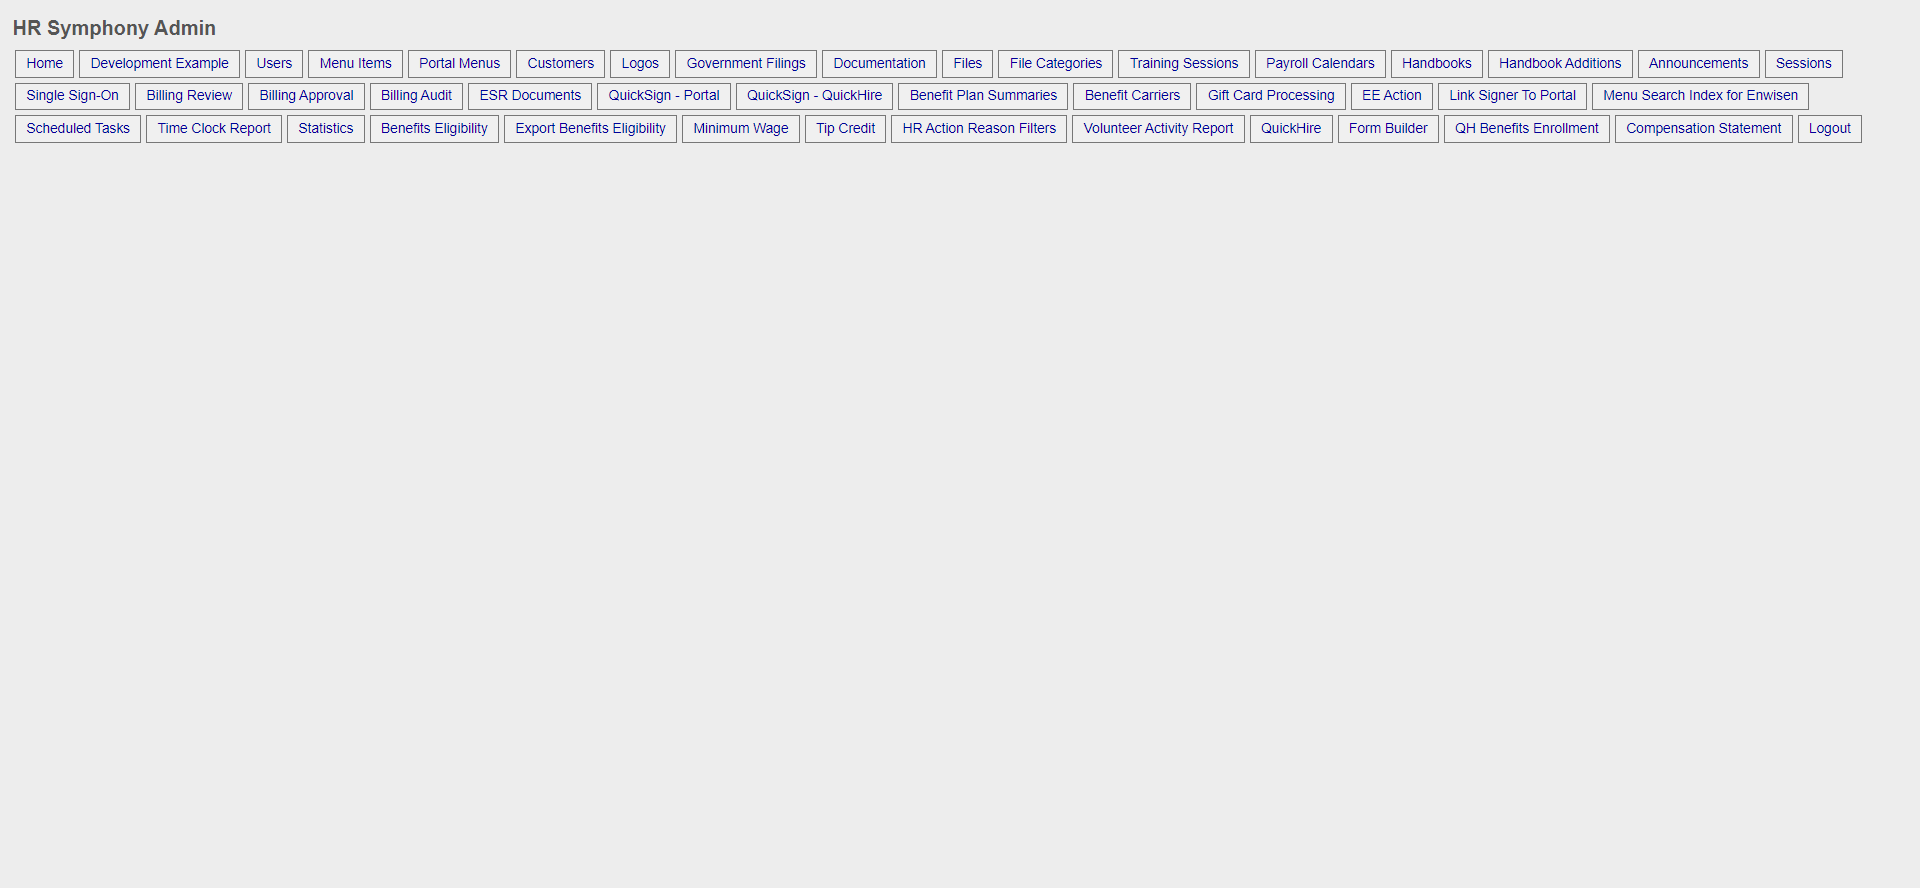 HR Symphony Admin
Home Development Example Users Menu Items Portal Menus Customers Logos Government Filings Documentation Files File Categories Training Sessions Payroll Calendars Handbooks Handbook Additions Announcements Sessions
Single Sign-On Billing Review Billing Approval Billing Audit ESR Documents QuickSign - Portal QuickSign - QuickHire Benefit Plan Summaries Benefit Carriers Gift Card Processing EE Action Link Signer To Portal Menu Search Index for Enwisen
Scheduled Tasks Time Clock Report Statistics Benefits Eligibility Export Benefits Eligibility Minimum Wage Tip Credit HR Action Reason Filters Volunteer Activity Report QuickHire Form Builder QH Benefits Enrollment Compensation Statement Logout